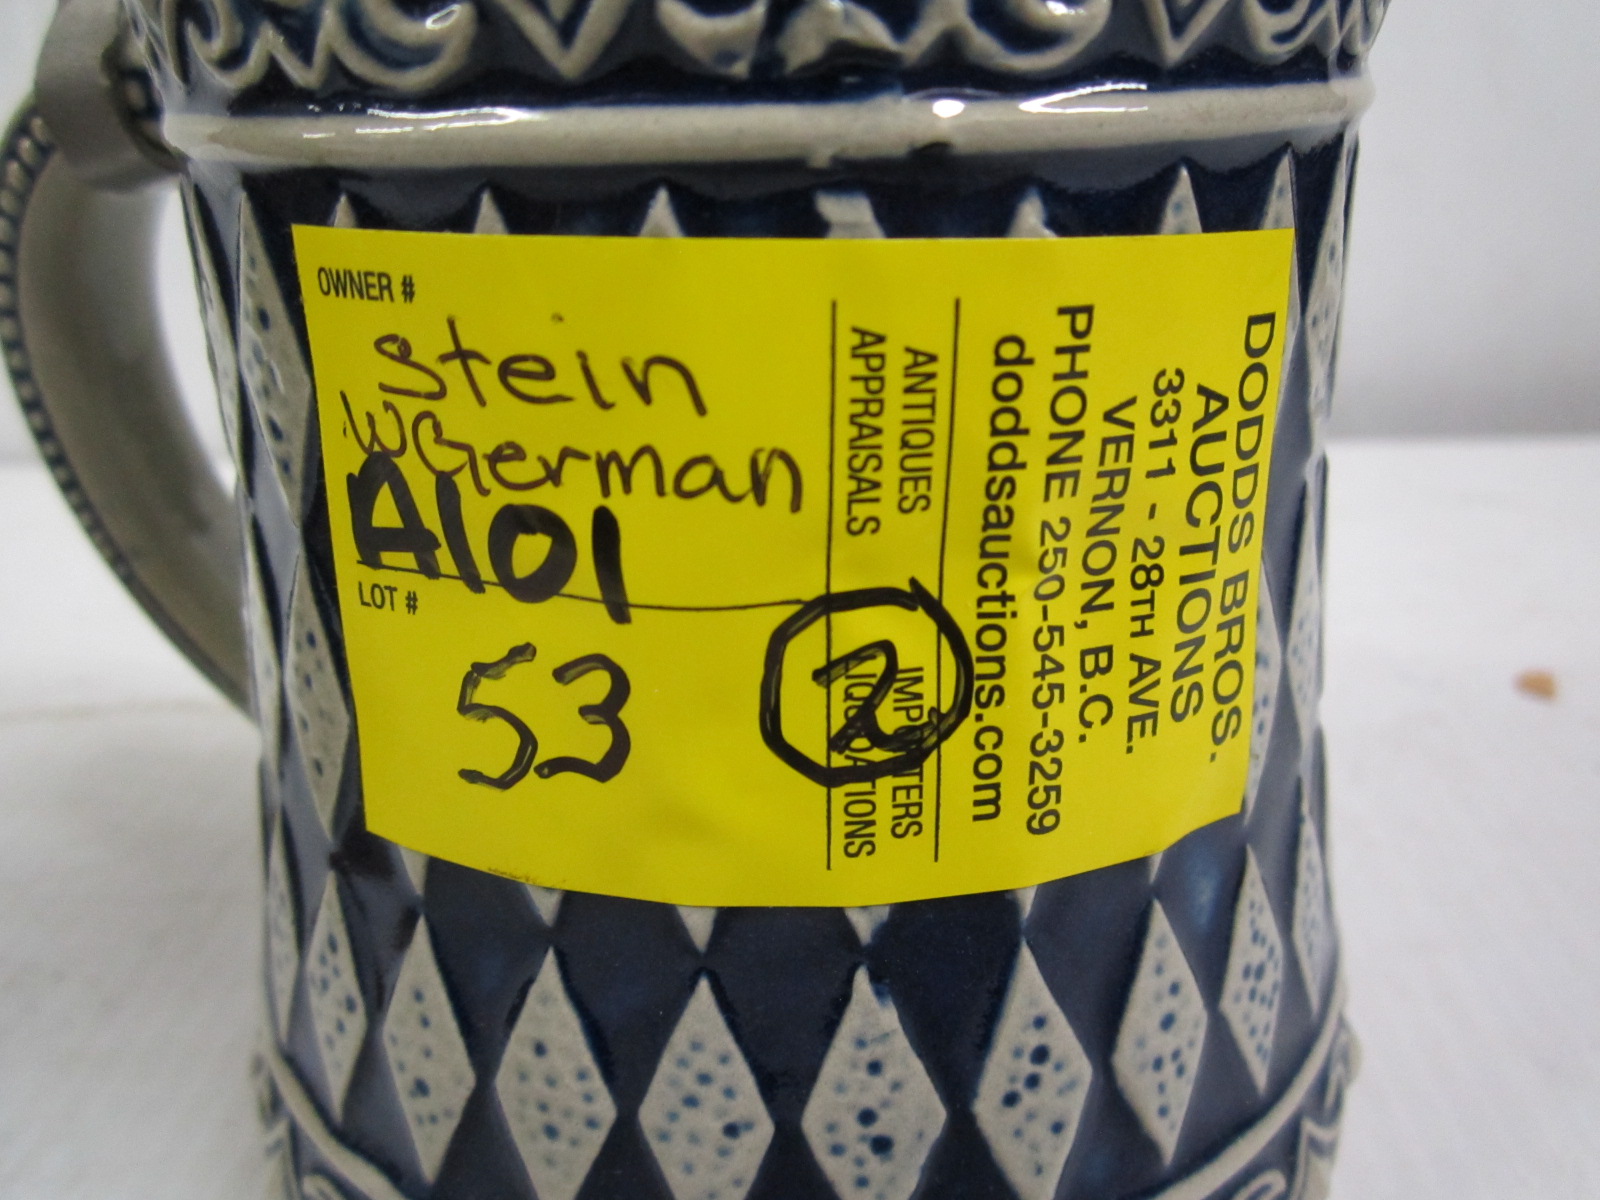 OWNER #
Stein
W German
A101
LOT #
53
2
DODDS BROS.
AUCTIONS
3311 - 28TH AVE.
VERNON, B.C.
PHONE 250-545-3259
doddsauctions.com
ANTIQUES IMPORTERS
APPRAISALS LIQUIDATIONS